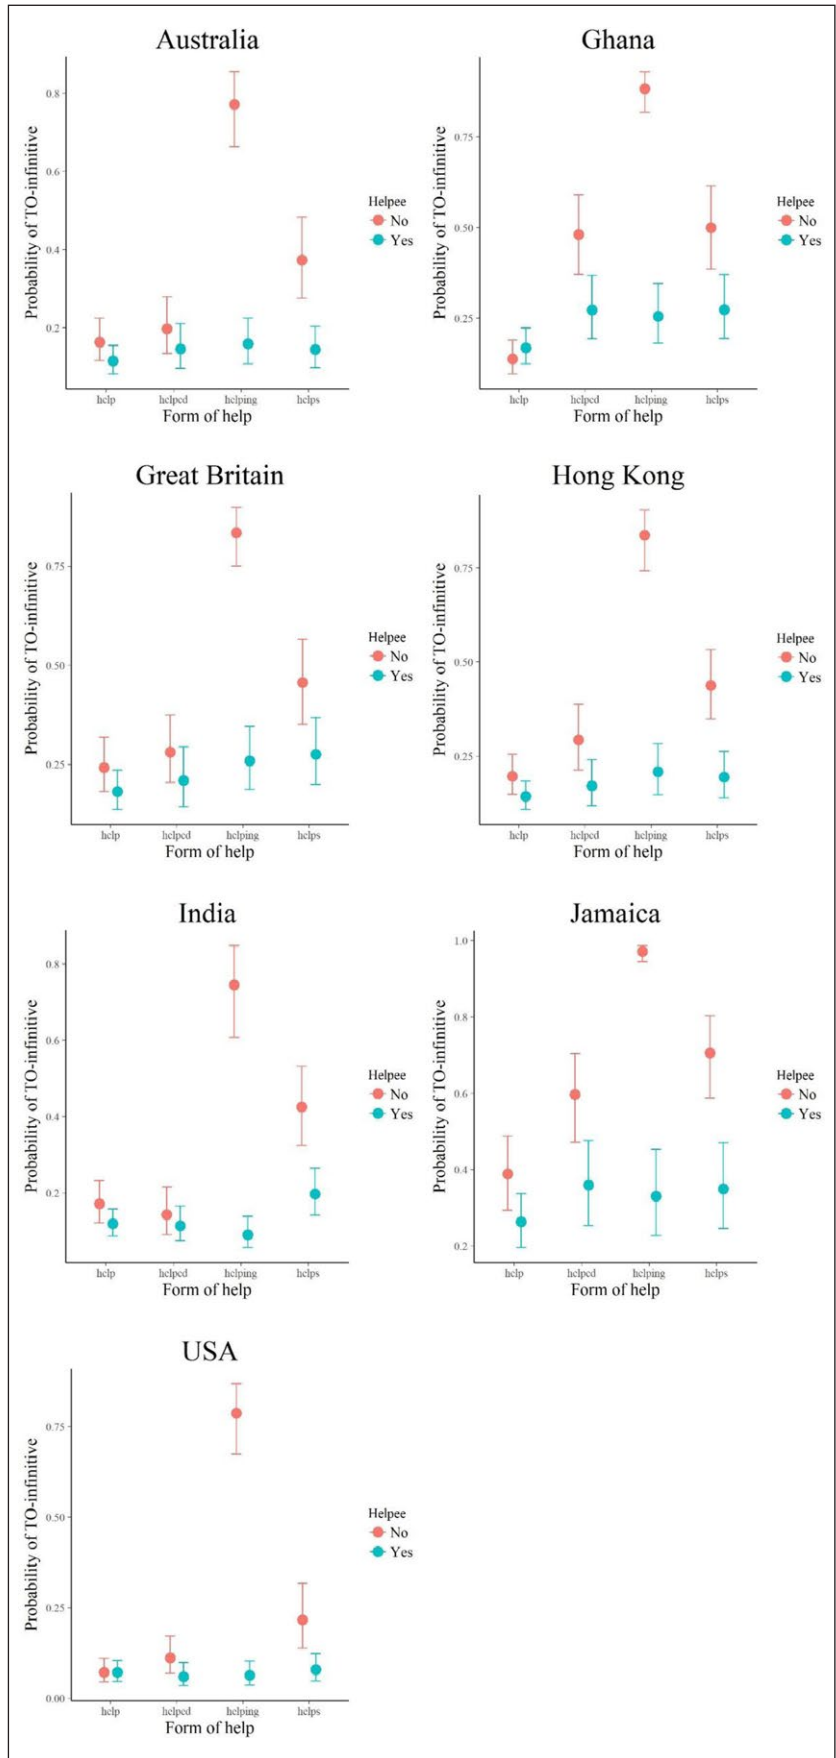 Australia
Probability of TO-infinitive
0.8
0.6
0.4
0.2
help
helped
helping
helps
Form of help
Helpee
No
Yes
Ghana
Probability of TO-infinitive
0.75
0.50
0.25
help
helped
helping
helps
Form of help
Helpee
No
Yes
Great Britain
Probability of TO-infinitive
0.75
0.50
0.25
help
helped
helping
helps
Form of help
Helpee
No
Yes
Hong Kong
Probability of TO-infinitive
0.75
0.50
0.25
help
helped
helping
helps
Form of help
Helpee
No
Yes
India
Probability of TO-infinitive
0.8
0.6
0.4
0.2
help
helped
helping
helps
Form of help
Helpee
No
Yes
Jamaica
Probability of TO-infinitive
1.0
0.8
0.6
0.4
0.2
help
helped
helping
helps
Form of help
Helpee
No
Yes
USA
Probability of TO-infinitive
0.75
0.50
0.25
0.00
help
helped
helping
helps
Form of help
Helpee
No
Yes